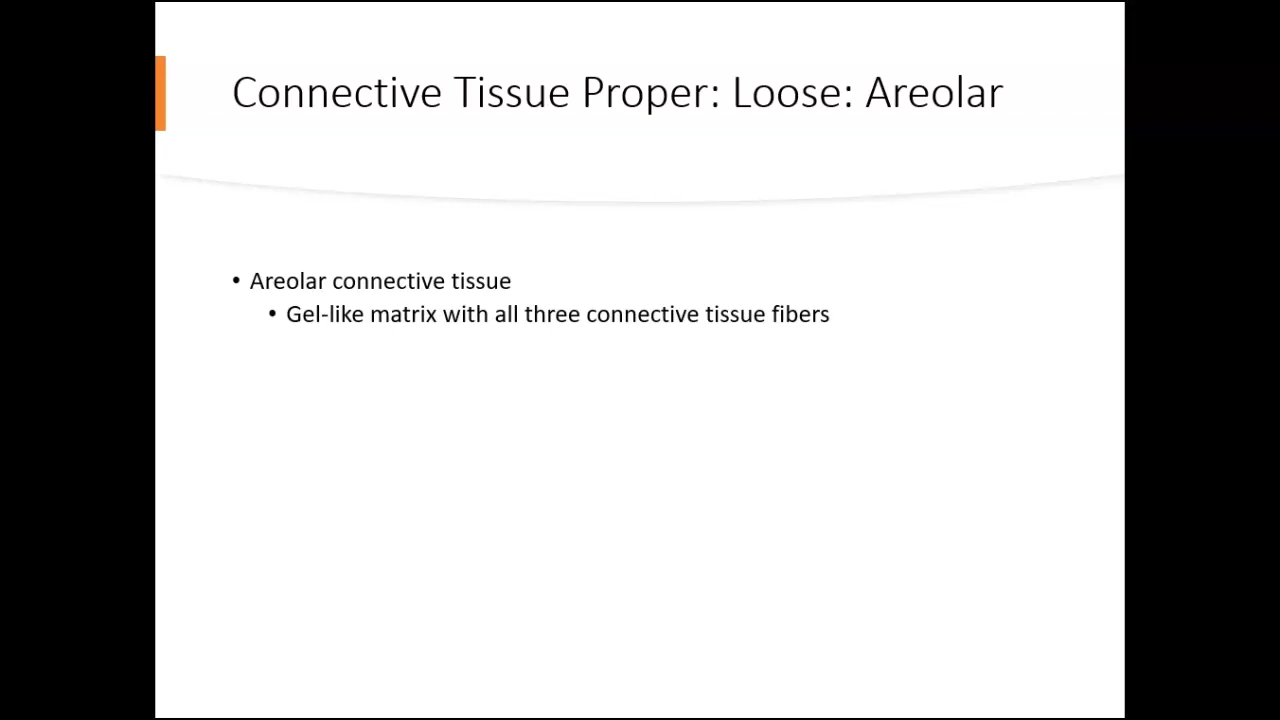 Connective Tissue Proper: Loose: Areolar
• Areolar connective tissue
• Gel-like matrix with all three connective tissue fibers